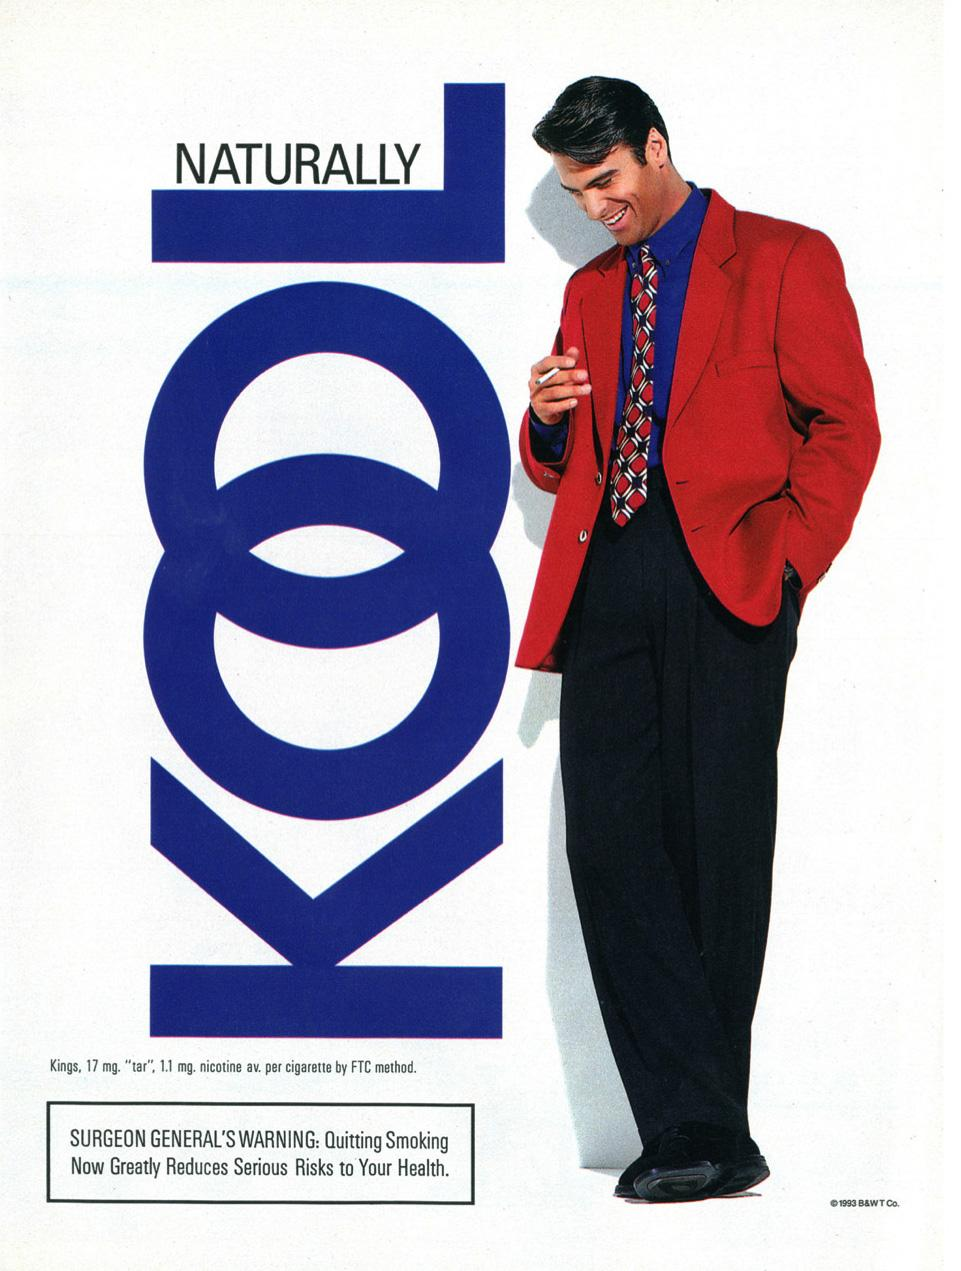 NATURALLY
KOOL
Kings, 17 mg. "tar", 1.1 mg. nicotine av. per cigarette by FTC method.
SURGEON GENERAL'S WARNING: Quitting Smoking
Now Greatly Reduces Serious Risks to Your Health.
©1993 B&W T Co.